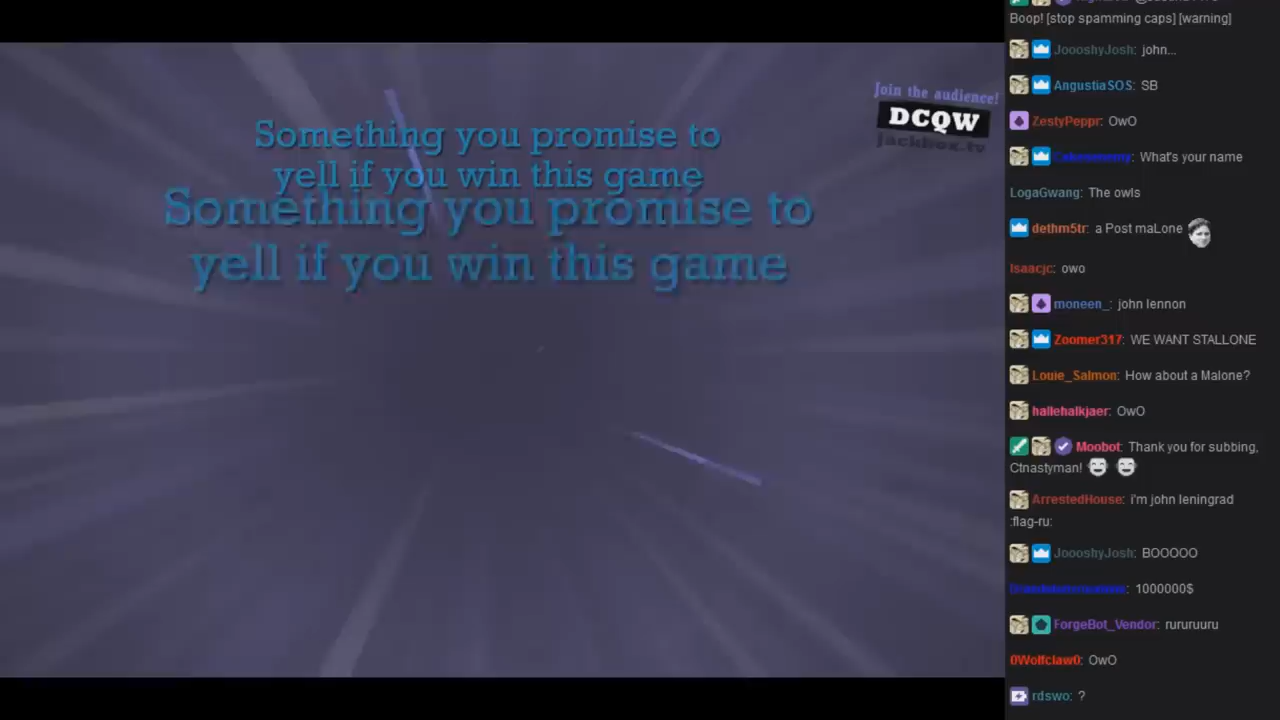 Something you promise to
yell if you win this game
Something you promise to
yell if you win this game
Join the audience!
DCQW
jackbox.tv
Boop! [stop spamming caps] [warning]
JoooshyJosh: john...
AngustiaSOS: SB
ZestyPeppr: OwO
What's your name
LogaGwang: The owls
dethm5tr: a Post maLone
Isaacjc: owo
moneen_: john lennon
Zoomer317: WE WANT STALLONE
Louie_Salmon: How about a Malone?
hallehalkjaer: OwO
Moobot: Thank you for subbing,
Ctnastyman!
ArrestedHouse: i'm john leningrad
:flag-ru:
JoooshyJosh: BOOOOO
: 1000000$
ForgeBot_Vendor: rururuuru
0Wolfclaw0: OwO
rdswo: ?